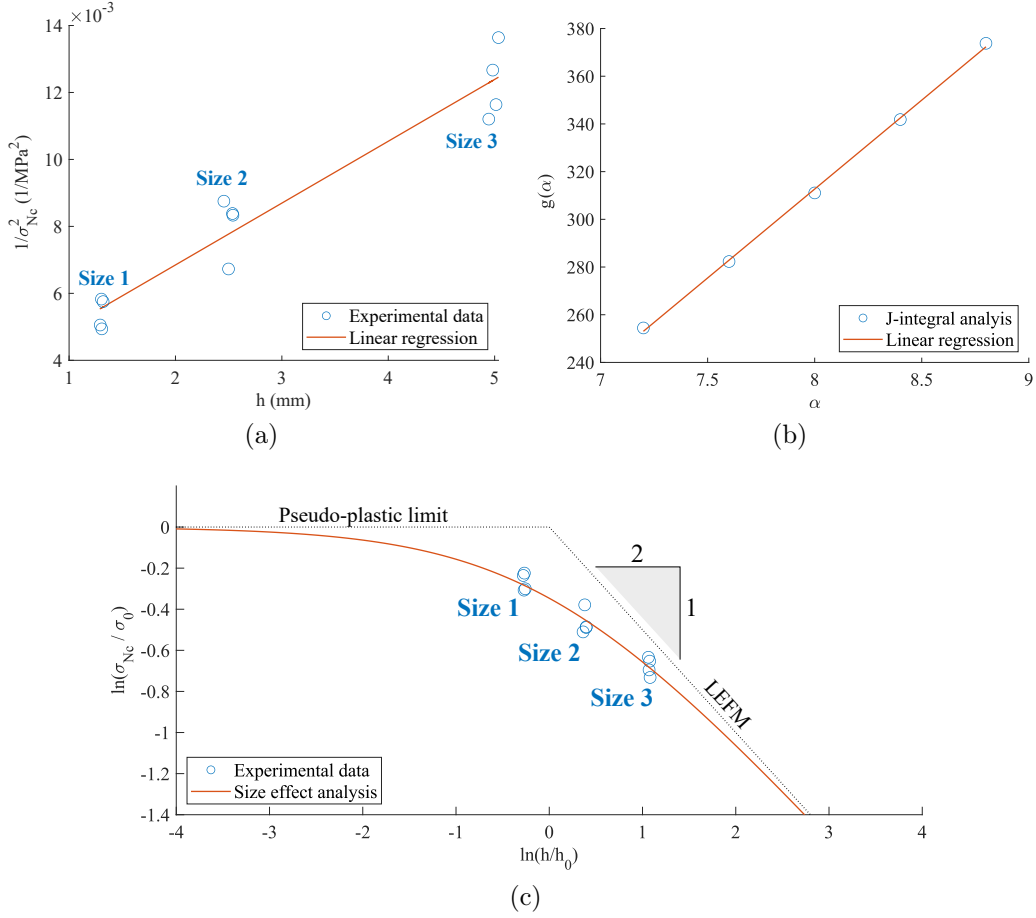 ×10⁻³
14
12
10
8
6
4
1/σ²Nc (1/MPa²)
Size 1
Size 2
Size 3
Experimental data
Linear regression
1 2 3 4 5
h (mm)
(a)
380
360
340
320
300
280
260
240
g(α)
J-integral analyis
Linear regression
7 7.5 8 8.5 9
α
(b)
0
-0.2
-0.4
-0.6
-0.8
-1
-1.2
-1.4
ln(σNc / σ0)
Pseudo-plastic limit
2
1
Size 1
Size 2
Size 3
LEFM
Experimental data
Size effect analysis
-4 -3 -2 -1 0 1 2 3 4
ln(h/h0)
(c)